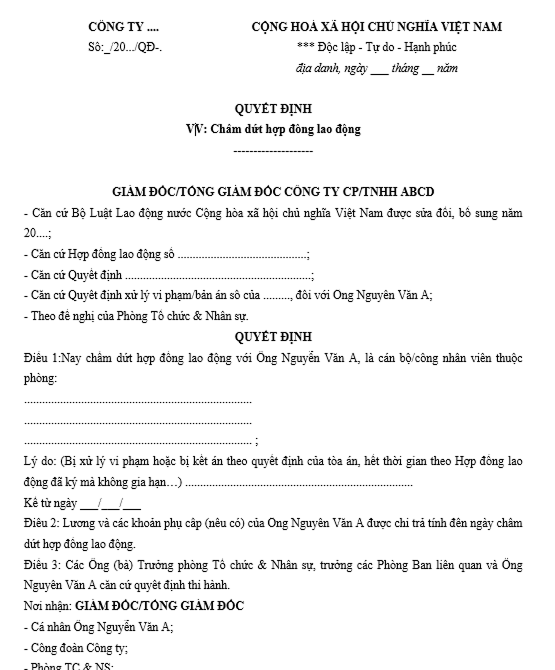 CÔNG TY .... CỘNG HOÀ XÃ HỘI CHỦ NGHĨA VIỆT NAM
Số:_/20.../QĐ-. *** Độc lập - Tự do - Hạnh phúc
địa danh, ngày ___ tháng __ năm
QUYẾT ĐỊNH
V/V: Chấm dứt hợp đồng lao động
--------------------
GIÁM ĐỐC/TỔNG GIÁM ĐỐC CÔNG TY CP/TNHH ABCD
- Căn cứ Bộ Luật Lao động nước Cộng hòa xã hội chủ nghĩa Việt Nam được sửa đổi, bổ sung năm
20....;
- Căn cứ Hợp đồng lao động số ...........................................;
- Căn cứ Quyết định ..............................................................;
- Căn cứ Quyết định xử lý vi phạm/bản án số của ........., đối với Ong Nguyên Văn A;
- Theo đề nghị của Phòng Tổ chức & Nhân sự.
QUYẾT ĐỊNH
Điều 1:Nay chấm dứt hợp đồng lao động với Ông Nguyễn Văn A, là cán bộ/công nhân viên thuộc
phòng:
............................................................................
............................................................................
............................................................................ ;
Lý do: (Bị xử lý vi phạm hoặc bị kết án theo quyết định của tòa án, hết thời gian theo Hợp đồng lao
động đã ký mà không gia hạn…) ............................................................................
Kể từ ngày ___/___/___
Điều 2: Lương và các khoản phụ cấp (nếu có) của Ong Nguyên Văn A được chi trả tính đến ngày chấm
dứt hợp đồng lao động.
Điều 3: Các Ông (bà) Trưởng phòng Tổ chức & Nhân sự, trưởng các Phòng Ban liên quan và Ông
Nguyễn Văn A căn cứ quyết định thi hành.
Nơi nhận: GIÁM ĐỐC/TỔNG GIÁM ĐỐC
- Cá nhân Ông Nguyễn Văn A;
- Công đoàn Công ty;
- Phòng TC & NS;